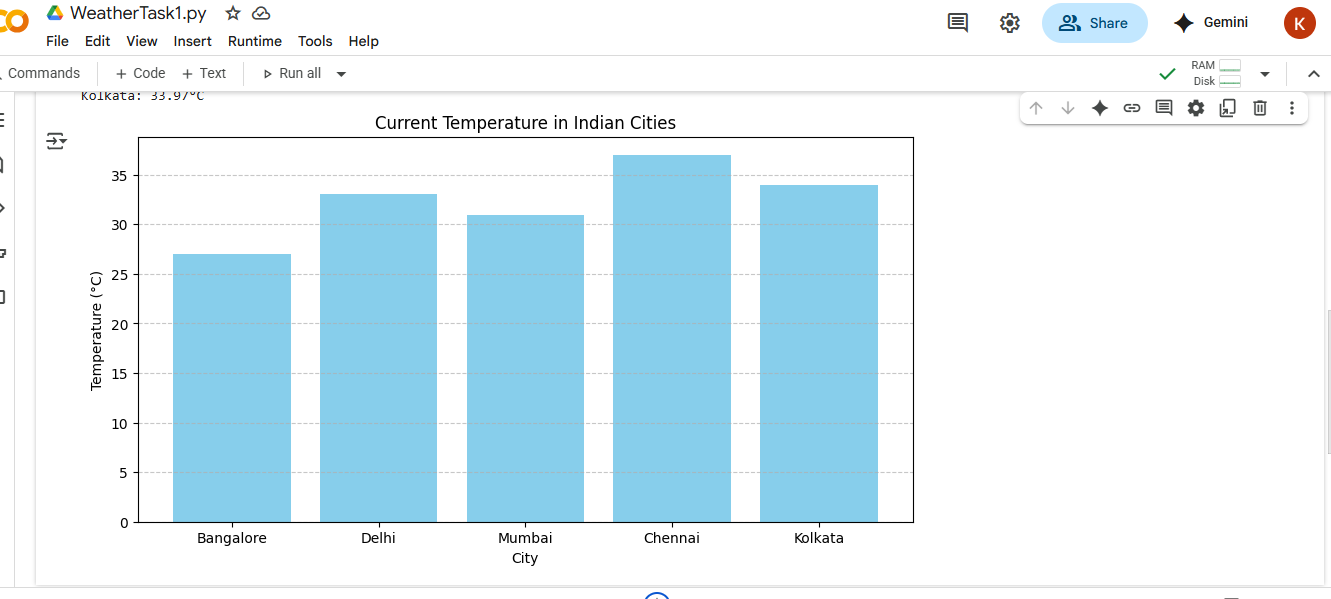 WeatherTask1.py
File Edit View Insert Runtime Tools Help
Share
Gemini
K
Commands
+ Code + Text
Run all
RAM
Disk
Kolkata: 33.97°C
Current Temperature in Indian Cities
Temperature (°C)
35
30
25
20
15
10
5
0
Bangalore Delhi Mumbai Chennai Kolkata
City